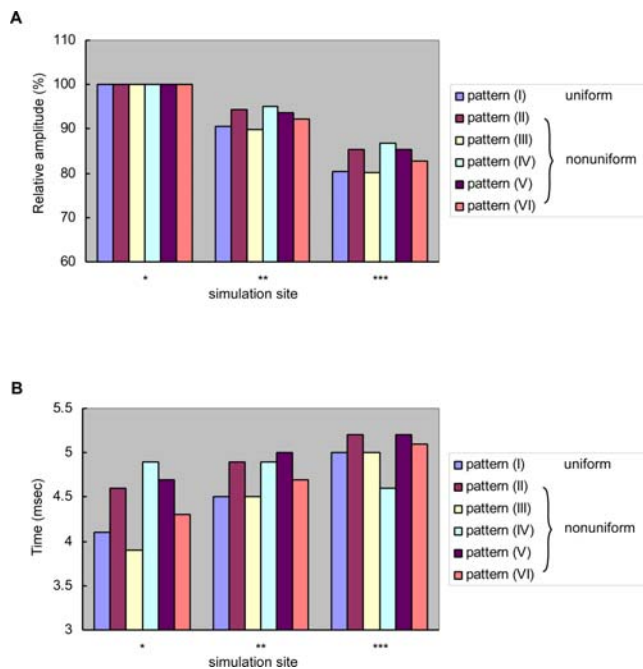 A
110
100
90
80
70
60
Relative amplitude (%)
* ** ***
simulation site
pattern (I) uniform
pattern (II)
pattern (III)
pattern (IV) nonuniform
pattern (V)
pattern (VI)
B
5.5
5
4.5
4
3.5
3
Time (msec)
* ** ***
simulation site
pattern (I) uniform
pattern (II)
pattern (III)
pattern (IV) nonuniform
pattern (V)
pattern (VI)